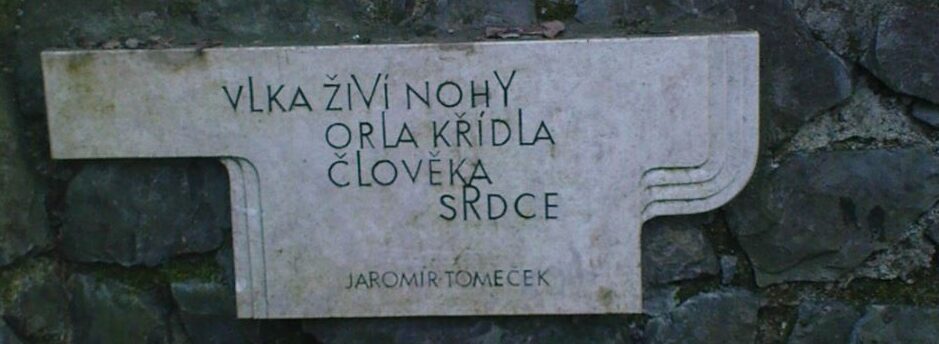 VLKA ŽIVÍ NOHY
ORLA KŘÍDLA
ČLOVĚKA
SRDCE
JAROMÍR TOMEČEK